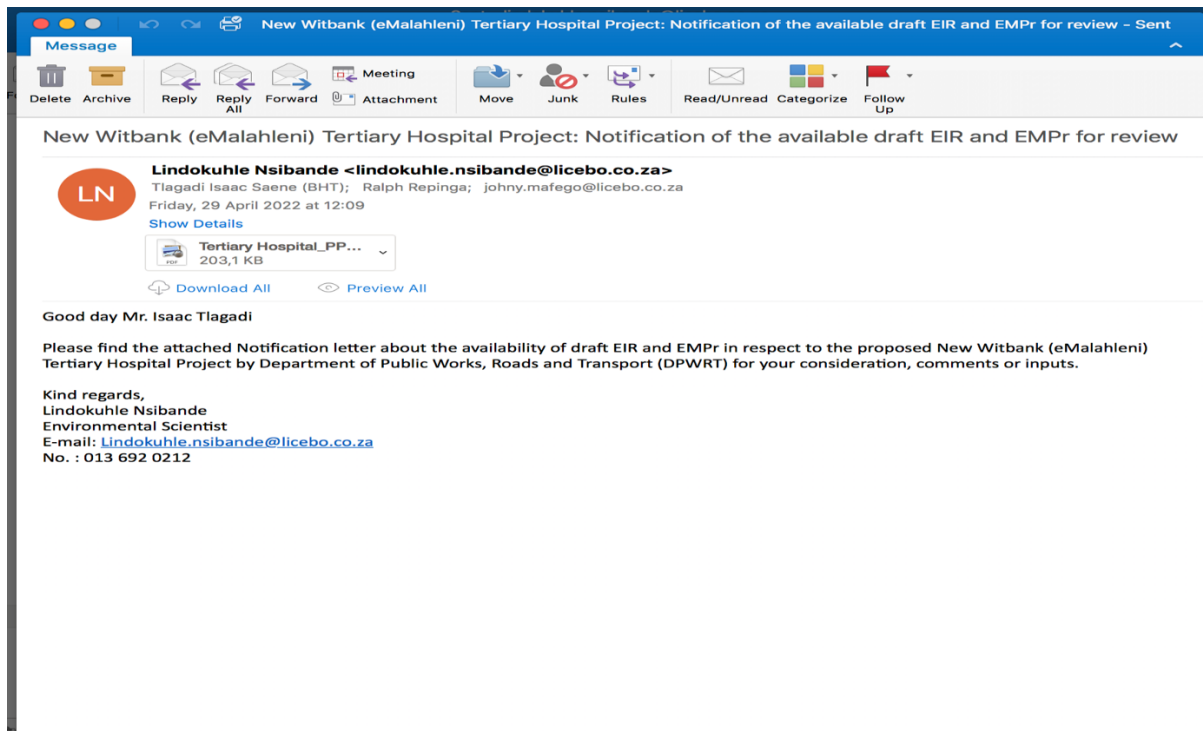 New Witbank (eMalahleni) Tertiary Hospital Project: Notification of the available draft EIR and EMPr for review – Sent
Message
Delete Archive Reply Reply All Forward Meeting Attachment Move Junk Rules Read/Unread Categorize Follow Up
New Witbank (eMalahleni) Tertiary Hospital Project: Notification of the available draft EIR and EMPr for review
LN
Lindokuhle Nsibande <lindokuhle.nsibande@licebo.co.za>
Tlagadi Isaac Saene (BHT); Ralph Repinga; johny.mafego@licebo.co.za
Friday, 29 April 2022 at 12:09
Show Details
PDF
Tertiary Hospital_PP...
203,1 KB
Download All Preview All
Good day Mr. Isaac Tlagadi
Please find the attached Notification letter about the availability of draft EIR and EMPr in respect to the proposed New Witbank (eMalahleni)
Tertiary Hospital Project by Department of Public Works, Roads and Transport (DPWRT) for your consideration, comments or inputs.
Kind regards,
Lindokuhle Nsibande
Environmental Scientist
E-mail: Lindokuhle.nsibande@licebo.co.za
No. : 013 692 0212